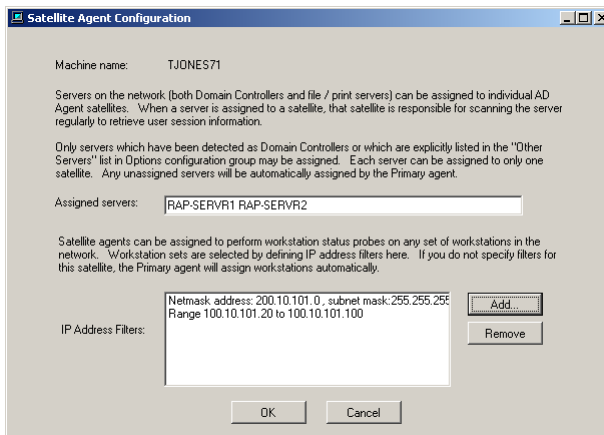 Satellite Agent Configuration
Machine name: TJONES71
Servers on the network (both Domain Controllers and file / print servers) can be assigned to individual AD
Agent satellites. When a server is assigned to a satellite, that satellite is responsible for scanning the server
regularly to retrieve user session information.
Only servers which have been detected as Domain Controllers or which are explicitly listed in the "Other
Servers" list in Options configuration group may be assigned. Each server can be assigned to only one
satellite. Any unassigned servers will be automatically assigned by the Primary agent.
Assigned servers: RAP-SERVR1 RAP-SERVR2
Satellite agents can be assigned to perform workstation status probes on any set of workstations in the
network. Workstation sets are selected by defining IP address filters here. If you do not specify filters for
this satellite, the Primary agent will assign workstations automatically.
Netmask address: 200.10.101.0 , subnet mask:255.255.255
Range 100.10.101.20 to 100.10.101.100
IP Address Filters:
Add...
Remove
OK Cancel